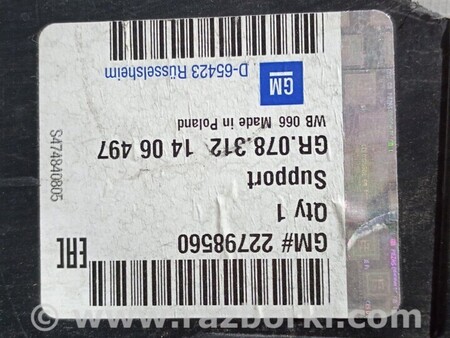 GM# 22798560
Qty 1
Support
GR.078.312 14 06 497
WB 066 Made in Poland
GM
D-65423 Rüsselsheim
EAC
S474840805
© www.razborki.com